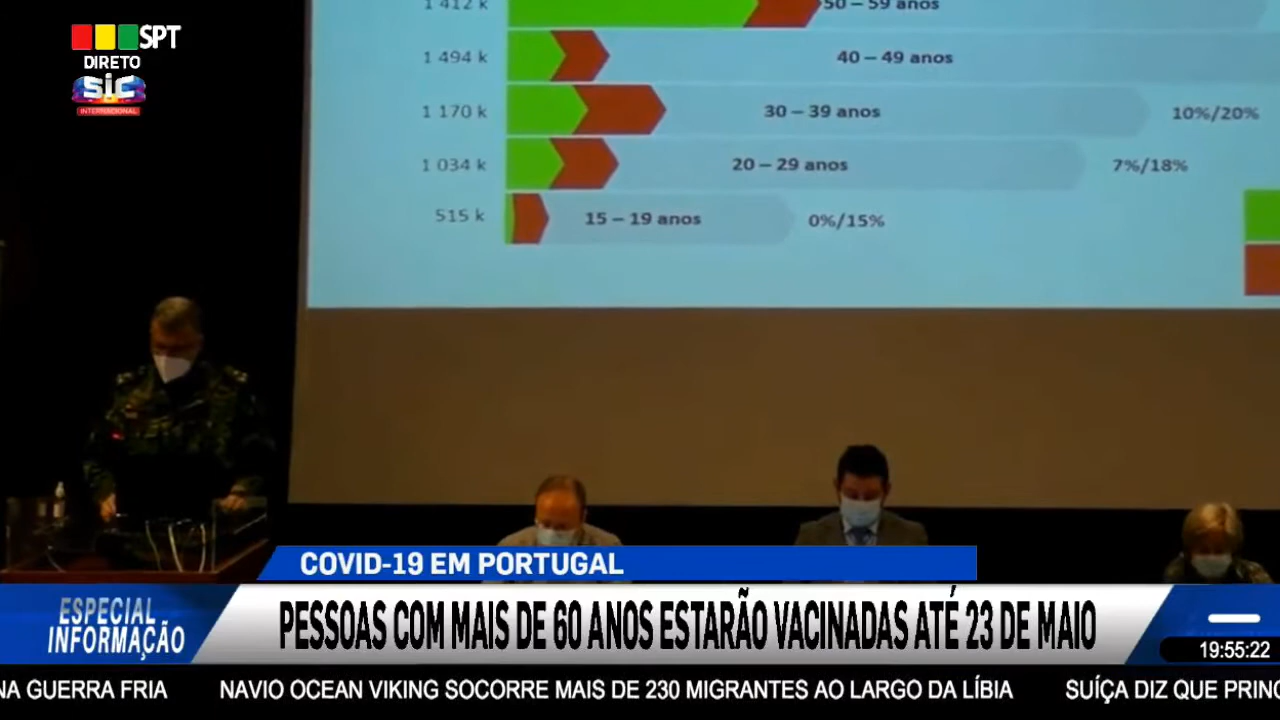 SPT
DIRETO
SIC
INTERNACIONAL
1 412 k
50 – 59 anos
1 494 k
40 – 49 anos
1 170 k
30 – 39 anos
10%/20%
1 034 k
20 – 29 anos
7%/18%
515 k
15 – 19 anos
0%/15%
COVID-19 EM PORTUGAL
ESPECIAL
INFORMAÇÃO
PESSOAS COM MAIS DE 60 ANOS ESTARÃO VACINADAS ATÉ 23 DE MAIO
19:55:22
NA GUERRA FRIA
NAVIO OCEAN VIKING SOCORRE MAIS DE 230 MIGRANTES AO LARGO DA LÍBIA
SUÍÇA DIZ QUE PRINC